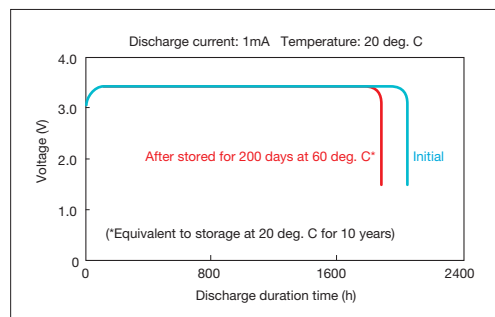 Discharge current: 1mA Temperature: 20 deg. C
4.0
3.0
2.0
1.0
0
Voltage (V)
After stored for 200 days at 60 deg. C*
Initial
(*Equivalent to storage at 20 deg. C for 10 years)
0 800 1600 2400
Discharge duration time (h)